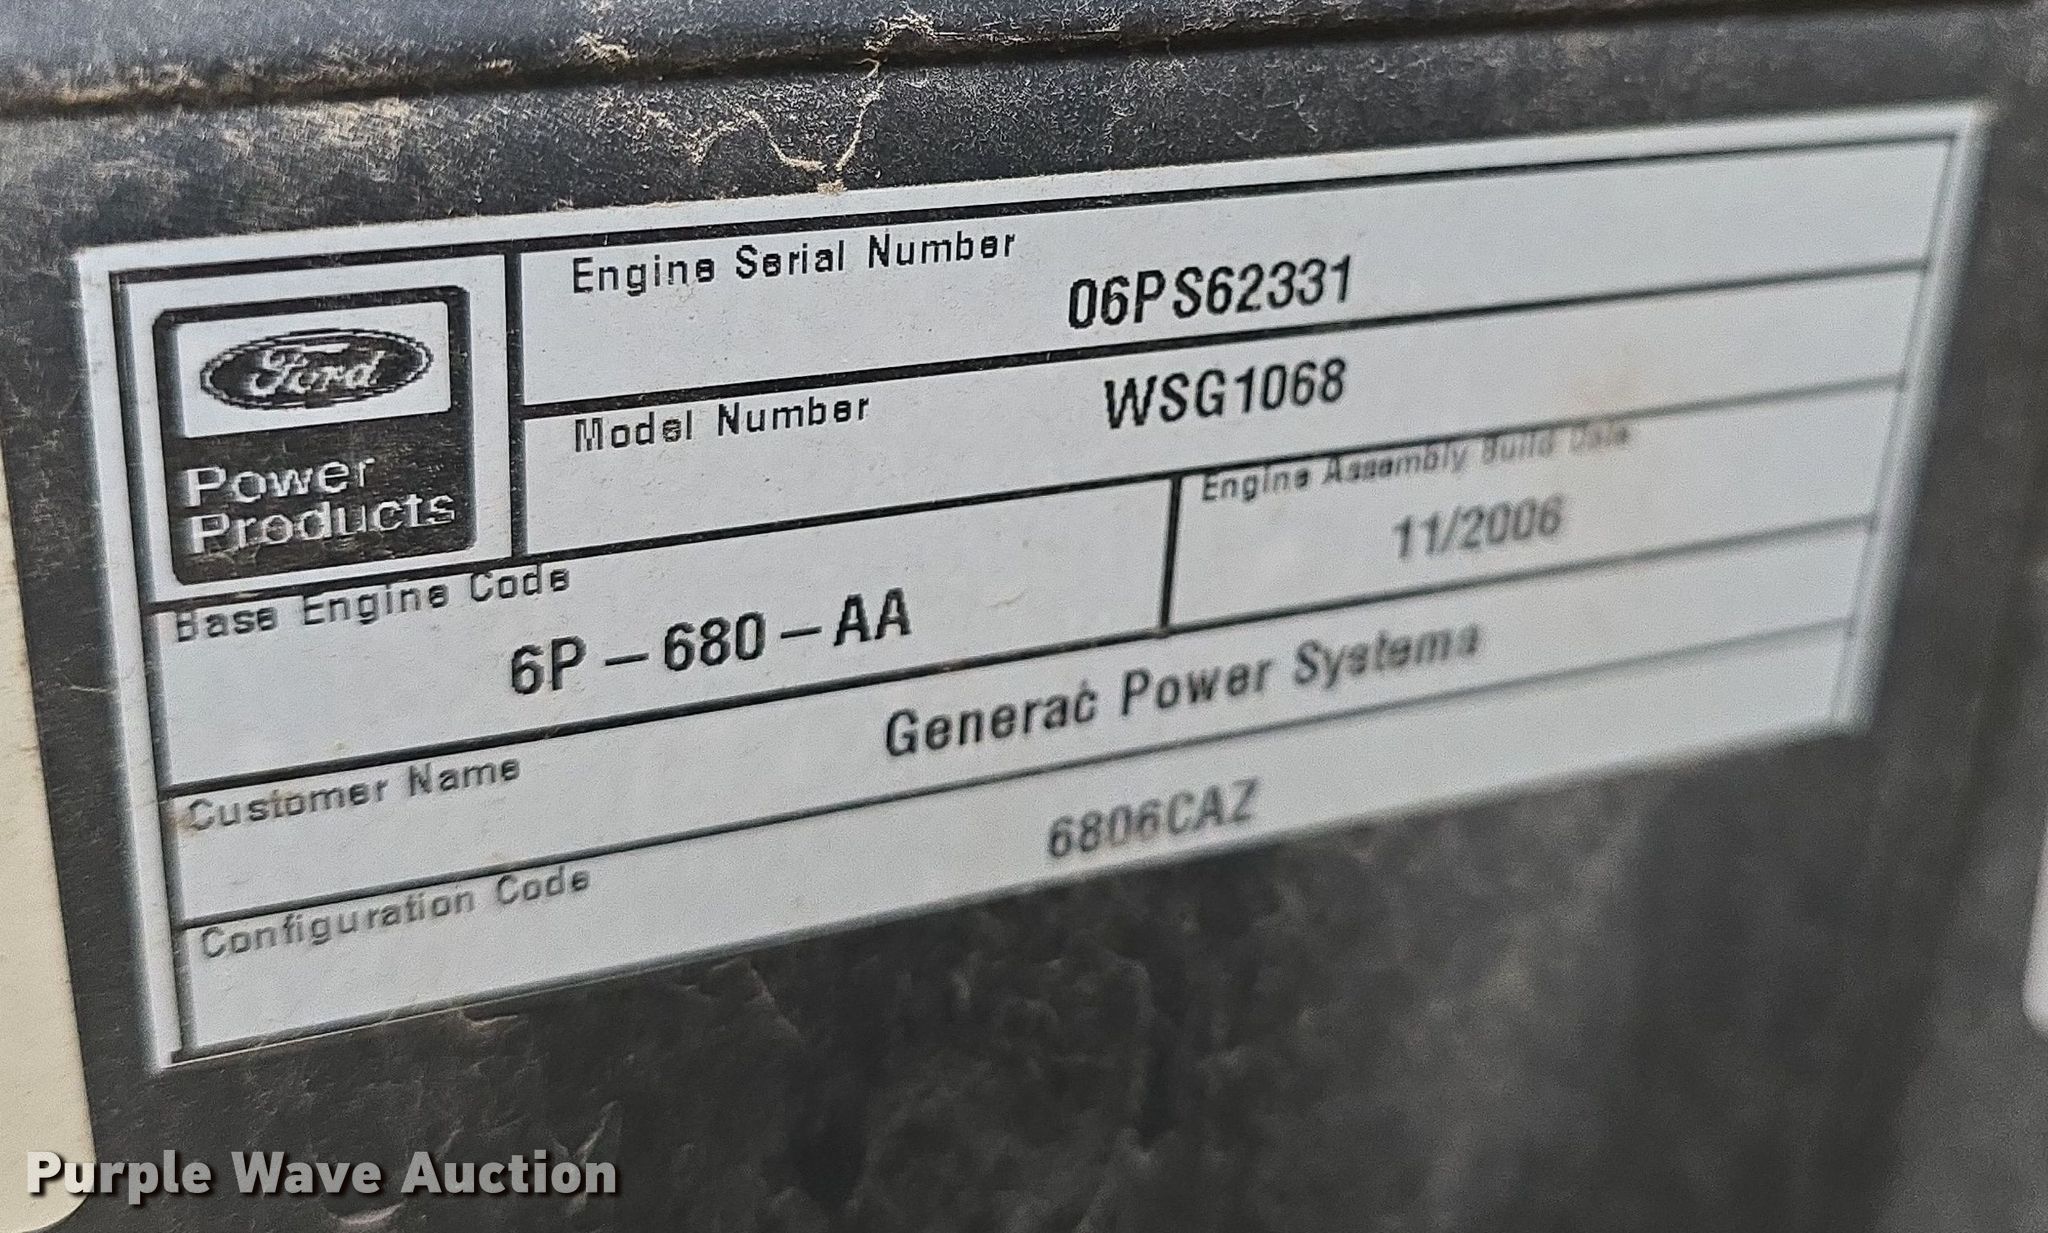 Ford
Power
Products
Engine Serial Number
06PS62331
Model Number
WSG1068
Base Engine Code
6P-680-AA
Engine Assembly Build Date
11/2006
Customer Name
Generac Power Systems
Configuration Code
6806CAZ
Purple Wave Auction